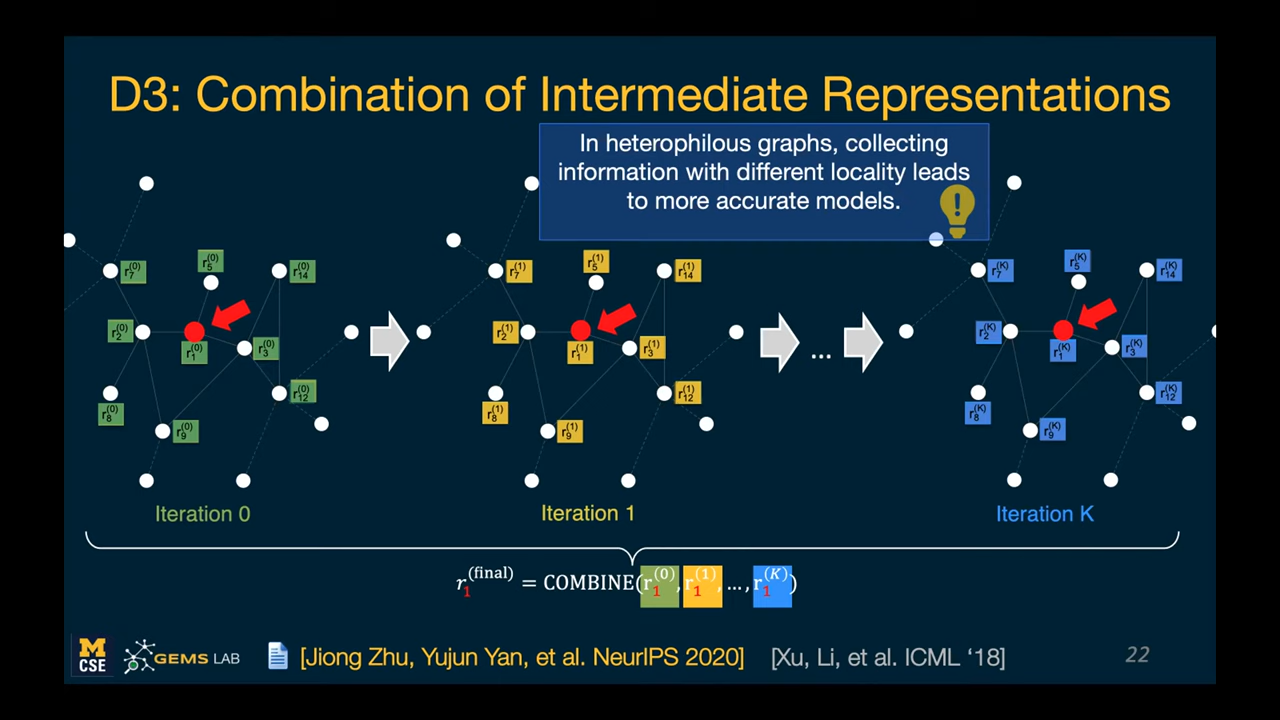 D3: Combination of Intermediate Representations
In heterophilous graphs, collecting
information with different locality leads
to more accurate models.
r₇⁽⁰⁾
r₅⁽⁰⁾
r₁₄⁽⁰⁾
r₂⁽⁰⁾
r₁⁽⁰⁾
r₃⁽⁰⁾
r₁₂⁽⁰⁾
r₈⁽⁰⁾
r₉⁽⁰⁾
Iteration 0
r₇⁽¹⁾
r₅⁽¹⁾
r₁₄⁽¹⁾
r₂⁽¹⁾
r₁⁽¹⁾
r₃⁽¹⁾
r₁₂⁽¹⁾
r₈⁽¹⁾
r₉⁽¹⁾
Iteration 1
...
r₇⁽ᴷ⁾
r₅⁽ᴷ⁾
r₁₄⁽ᴷ⁾
r₂⁽ᴷ⁾
r₁⁽ᴷ⁾
r₃⁽ᴷ⁾
r₁₂⁽ᴷ⁾
r₈⁽ᴷ⁾
r₉⁽ᴷ⁾
Iteration K
r₁^(final) = COMBINE(r₁⁽⁰⁾, r₁⁽¹⁾, …, r₁⁽ᴷ⁾)
M
CSE
GEMS LAB
[Jiong Zhu, Yujun Yan, et al. NeurIPS 2020]
[Xu, Li, et al. ICML ‘18]
22